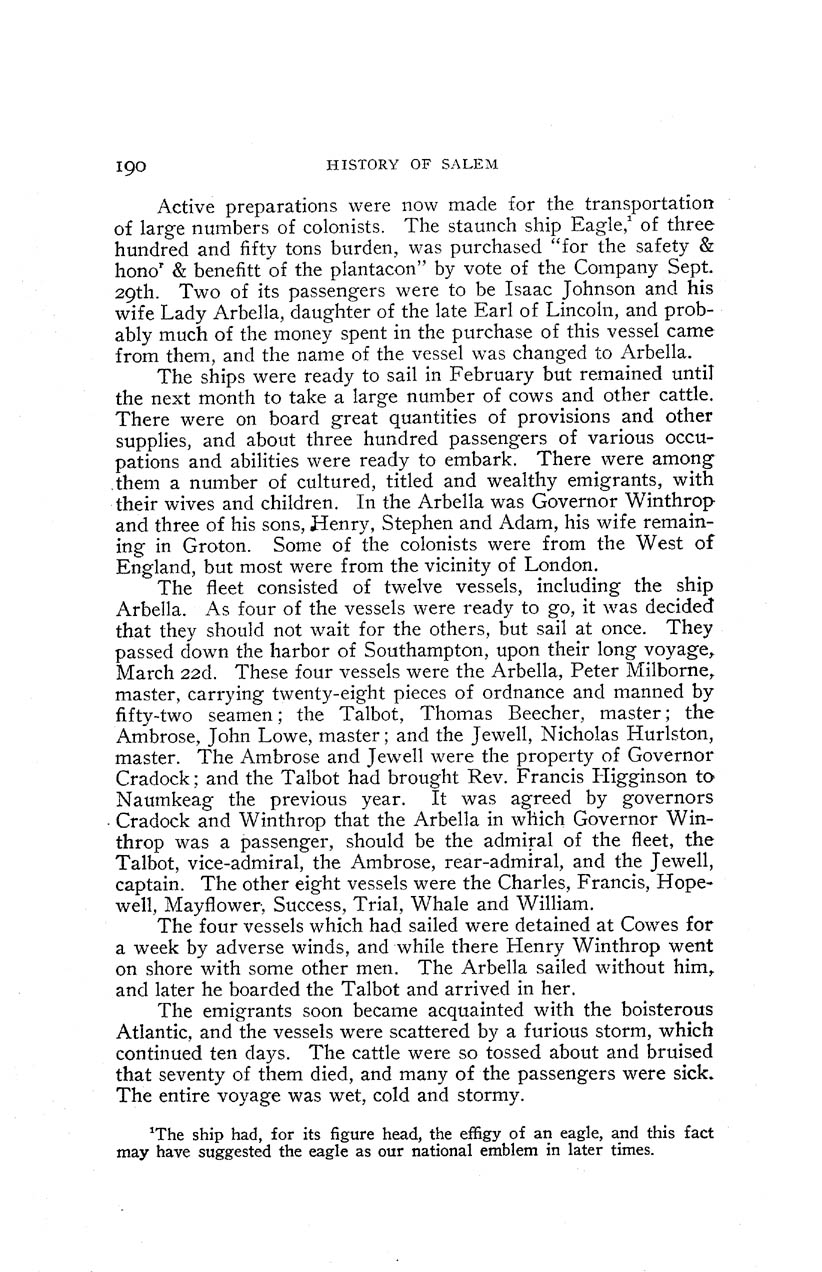 190 HISTORY OF SALEM
Active preparations were now made for the transportation
of large numbers of colonists. The staunch ship Eagle,¹ of three
hundred and fifty tons burden, was purchased “for the safety &
honoʳ & benefitt of the plantacon” by vote of the Company Sept.
29th. Two of its passengers were to be Isaac Johnson and his
wife Lady Arbella, daughter of the late Earl of Lincoln, and prob-
ably much of the money spent in the purchase of this vessel came
from them, and the name of the vessel was changed to Arbella.
The ships were ready to sail in February but remained until
the next month to take a large number of cows and other cattle.
There were on board great quantities of provisions and other
supplies, and about three hundred passengers of various occu-
pations and abilities were ready to embark. There were among
them a number of cultured, titled and wealthy emigrants, with
their wives and children. In the Arbella was Governor Winthrop
and three of his sons, Henry, Stephen and Adam, his wife remain-
ing in Groton. Some of the colonists were from the West of
England, but most were from the vicinity of London.
The fleet consisted of twelve vessels, including the ship
Arbella. As four of the vessels were ready to go, it was decided
that they should not wait for the others, but sail at once. They
passed down the harbor of Southampton, upon their long voyage,
March 22d. These four vessels were the Arbella, Peter Milborne,
master, carrying twenty-eight pieces of ordnance and manned by
fifty-two seamen; the Talbot, Thomas Beecher, master; the
Ambrose, John Lowe, master; and the Jewell, Nicholas Hurlston,
master. The Ambrose and Jewell were the property of Governor
Cradock; and the Talbot had brought Rev. Francis Higginson to
Naumkeag the previous year. It was agreed by governors
Cradock and Winthrop that the Arbella in which Governor Win-
throp was a passenger, should be the admiral of the fleet, the
Talbot, vice-admiral, the Ambrose, rear-admiral, and the Jewell,
captain. The other eight vessels were the Charles, Francis, Hope-
well, Mayflower, Success, Trial, Whale and William.
The four vessels which had sailed were detained at Cowes for
a week by adverse winds, and while there Henry Winthrop went
on shore with some other men. The Arbella sailed without him,
and later he boarded the Talbot and arrived in her.
The emigrants soon became acquainted with the boisterous
Atlantic, and the vessels were scattered by a furious storm, which
continued ten days. The cattle were so tossed about and bruised
that seventy of them died, and many of the passengers were sick.
The entire voyage was wet, cold and stormy.
¹The ship had, for its figure head, the effigy of an eagle, and this fact
may have suggested the eagle as our national emblem in later times.